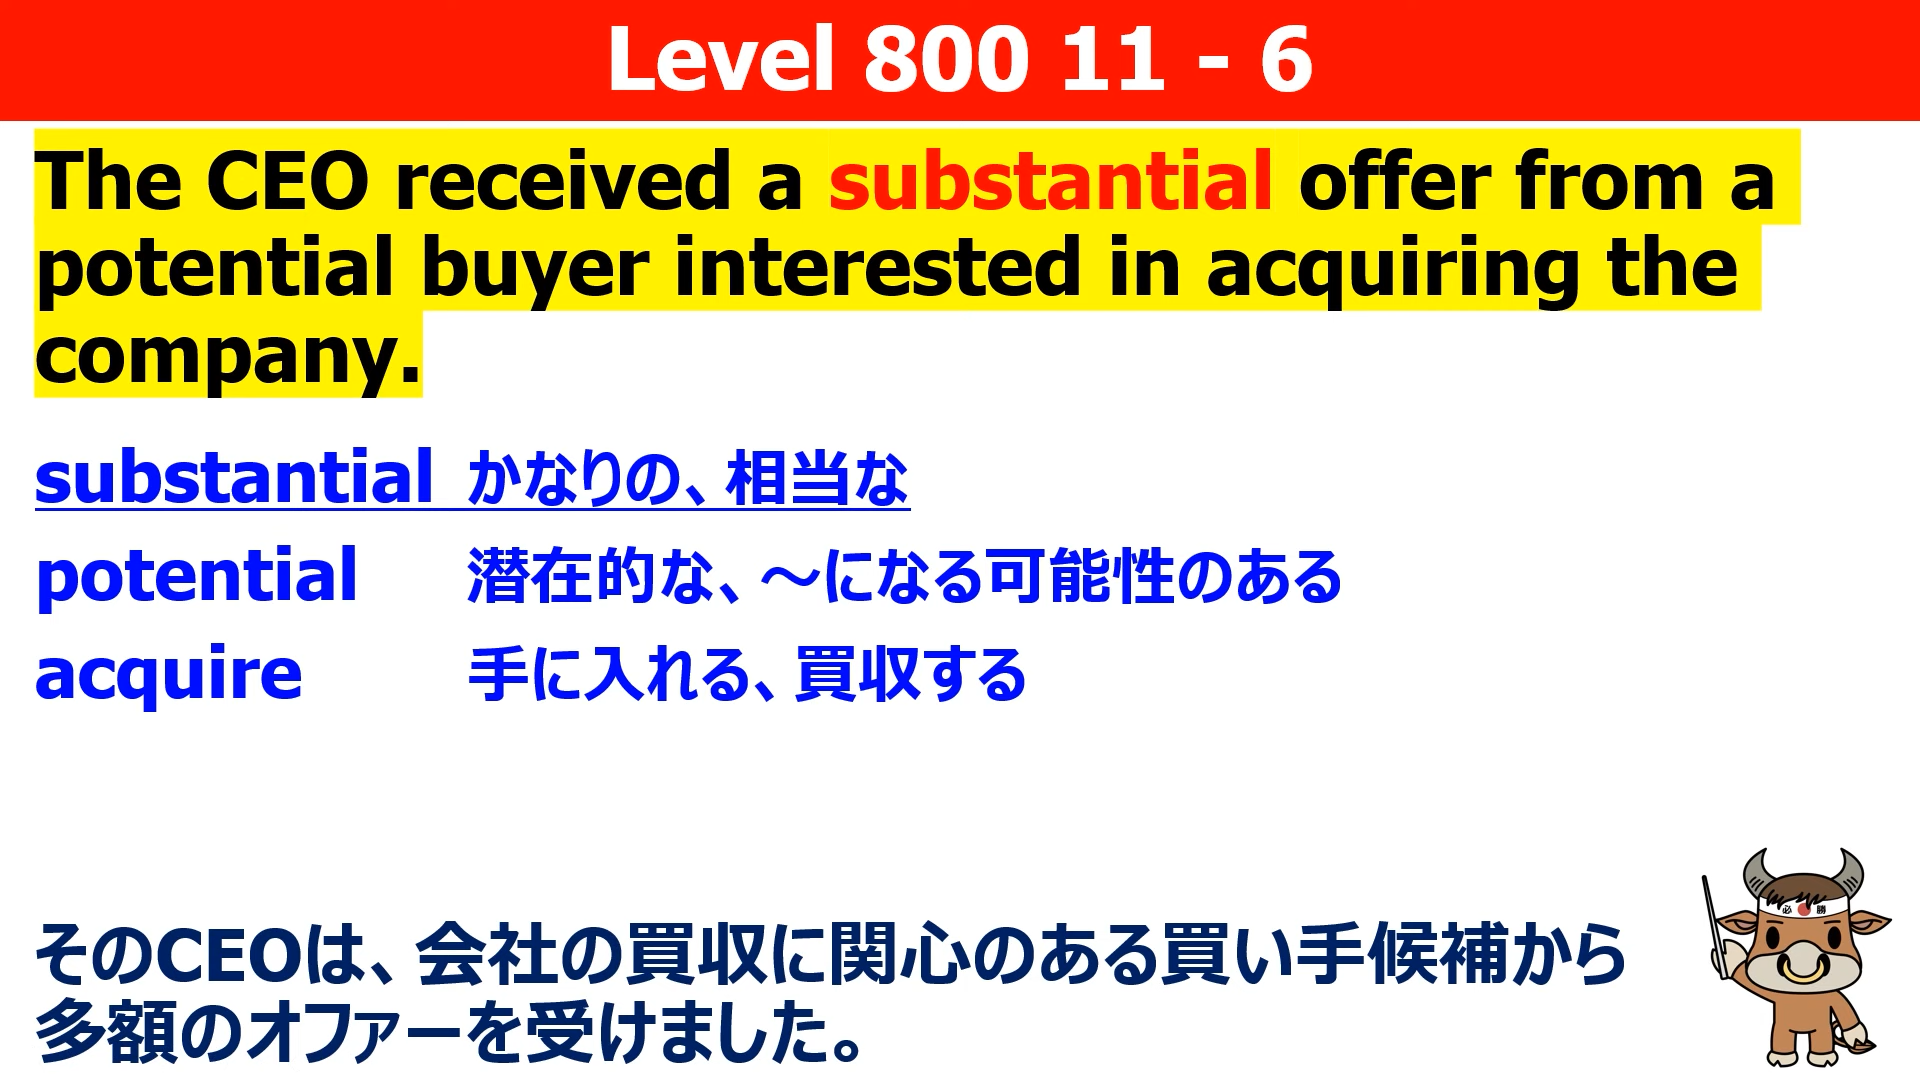 Level 800 11 - 6
The CEO received a substantial offer from a
potential buyer interested in acquiring the
company.
substantial かなりの、相当な
potential 潜在的な、～になる可能性のある
acquire 手に入れる、買収する
必 勝
そのCEOは、会社の買収に関心のある買い手候補から
多額のオファーを受けました。